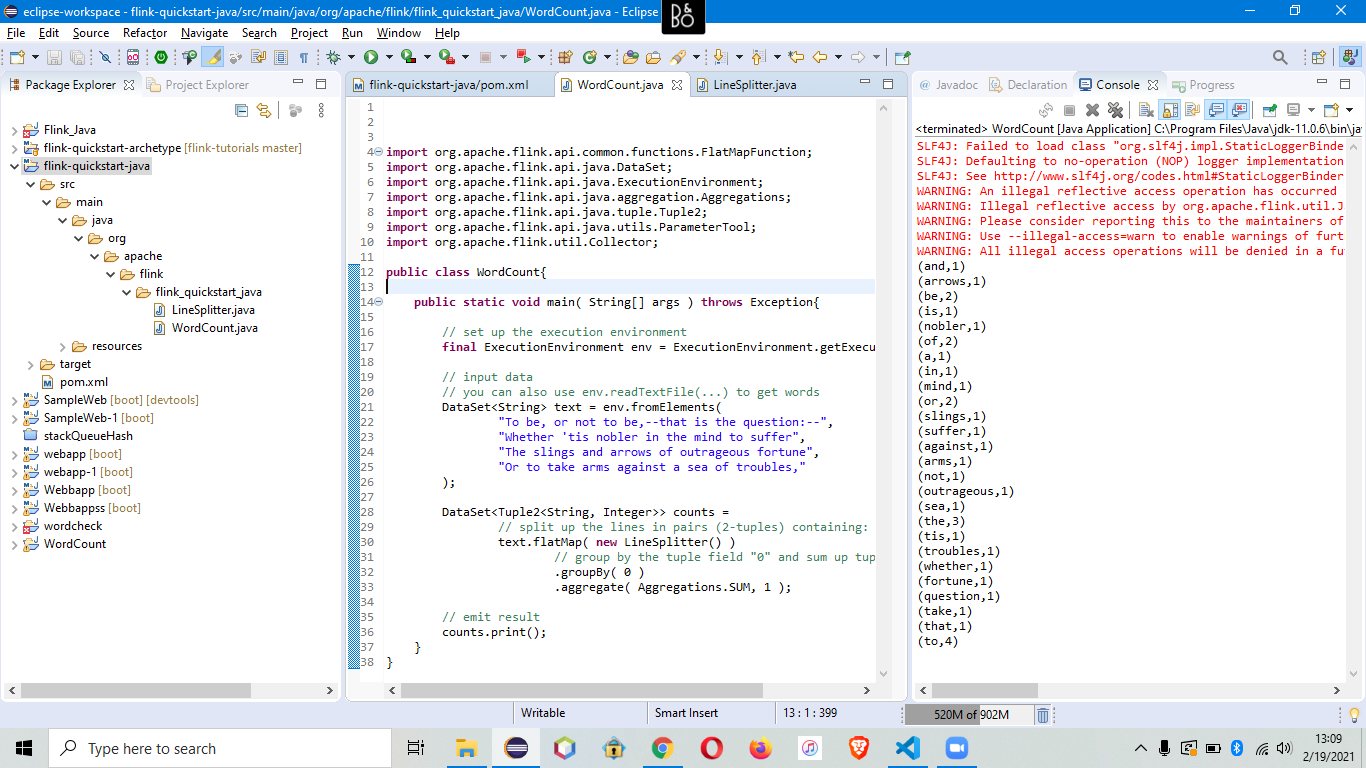 eclipse-workspace - flink-quickstart-java/src/main/java/org/apache/flink/flink_quickstart_java/WordCount.java - Eclipse
D&
BO
File Edit Source Refactor Navigate Search Project Run Window Help
Package Explorer Project Explorer
Flink_Java
flink-quickstart-archetype [flink-tutorials master]
flink-quickstart-java
src
main
java
org
apache
flink
flink_quickstart_java
LineSplitter.java
WordCount.java
resources
target
pom.xml
SampleWeb [boot] [devtools]
SampleWeb-1 [boot]
stackQueueHash
webapp [boot]
webapp-1 [boot]
Webbapp [boot]
Webbappss [boot]
wordcheck
WordCount
flink-quickstart-java/pom.xml WordCount.java LineSplitter.java
1
2
3
4 import org.apache.flink.api.common.functions.FlatMapFunction;
5 import org.apache.flink.api.java.DataSet;
6 import org.apache.flink.api.java.ExecutionEnvironment;
7 import org.apache.flink.api.java.aggregation.Aggregations;
8 import org.apache.flink.api.java.tuple.Tuple2;
9 import org.apache.flink.api.java.utils.ParameterTool;
10 import org.apache.flink.util.Collector;
11
12 public class WordCount{
13
14 public static void main( String[] args ) throws Exception{
15
16 // set up the execution environment
17 final ExecutionEnvironment env = ExecutionEnvironment.getExecu
18
19 // input data
20 // you can also use env.readTextFile(...) to get words
21 DataSet<String> text = env.fromElements(
22 "To be, or not to be,--that is the question:--",
23 "Whether 'tis nobler in the mind to suffer",
24 "The slings and arrows of outrageous fortune",
25 "Or to take arms against a sea of troubles,"
26 );
27
28 DataSet<Tuple2<String, Integer>> counts =
29 // split up the lines in pairs (2-tuples) containing:
30 text.flatMap( new LineSplitter() )
31 // group by the tuple field "0" and sum up tup
32 .groupBy( 0 )
33 .aggregate( Aggregations.SUM, 1 );
34
35 // emit result
36 counts.print();
37 }
38 }
Javadoc Declaration Console Progress
<terminated> WordCount [Java Application] C:\Program Files\Java\jdk-11.0.6\bin\jav
SLF4J: Failed to load class "org.slf4j.impl.StaticLoggerBinde
SLF4J: Defaulting to no-operation (NOP) logger implementation
SLF4J: See http://www.slf4j.org/codes.html#StaticLoggerBinder
WARNING: An illegal reflective access operation has occurred
WARNING: Illegal reflective access by org.apache.flink.util.J
WARNING: Please consider reporting this to the maintainers of
WARNING: Use --illegal-access=warn to enable warnings of furt
WARNING: All illegal access operations will be denied in a fu
(and,1)
(arrows,1)
(be,2)
(is,1)
(nobler,1)
(of,2)
(a,1)
(in,1)
(mind,1)
(or,2)
(slings,1)
(suffer,1)
(against,1)
(arms,1)
(not,1)
(outrageous,1)
(sea,1)
(the,3)
(tis,1)
(troubles,1)
(whether,1)
(fortune,1)
(question,1)
(take,1)
(that,1)
(to,4)
Writable Smart Insert 13 : 1 : 399 520M of 902M
Type here to search
13:09
2/19/2021